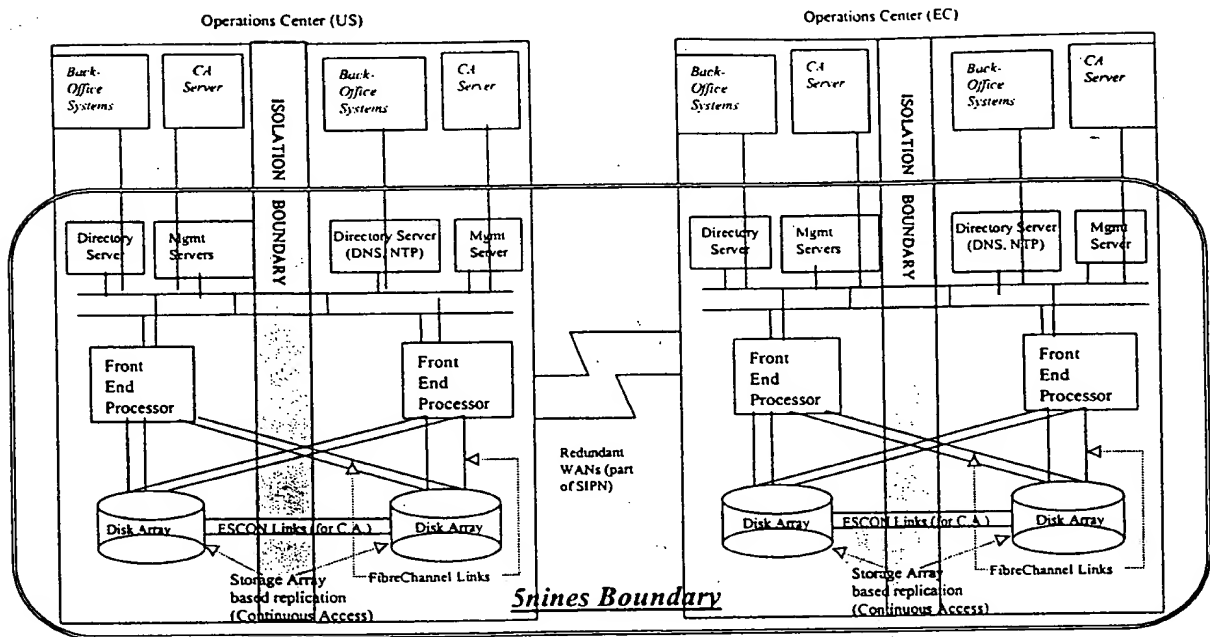 Operations Center (US)
Back-
Office
Systems
CA
Server
ISOLATION BOUNDARY
Back-
Office
Systems
CA
Server
Directory
Server
Mgmt
Servers
Directory Server
(DNS, NTP)
Mgmt
Server
Front
End
Processor
Front
End
Processor
Disk Array
ESCON Links (for C.A.)
Disk Array
Storage Array
based replication
(Continuous Access)
FibreChannel Links
Redundant
WANs (part
of SIPN)
5nines Boundary
Operations Center (EC)
Back-
Office
Systems
CA
Server
ISOLATION BOUNDARY
Back-
Office
Systems
CA
Server
Directory
Server
Mgmt
Servers
Directory Server
(DNS, NTP)
Mgmt
Server
Front
End
Processor
Front
End
Processor
Disk Array
ESCON Links (for C.A.)
Disk Array
Storage Array
based replication
(Continuous Access)
FibreChannel Links